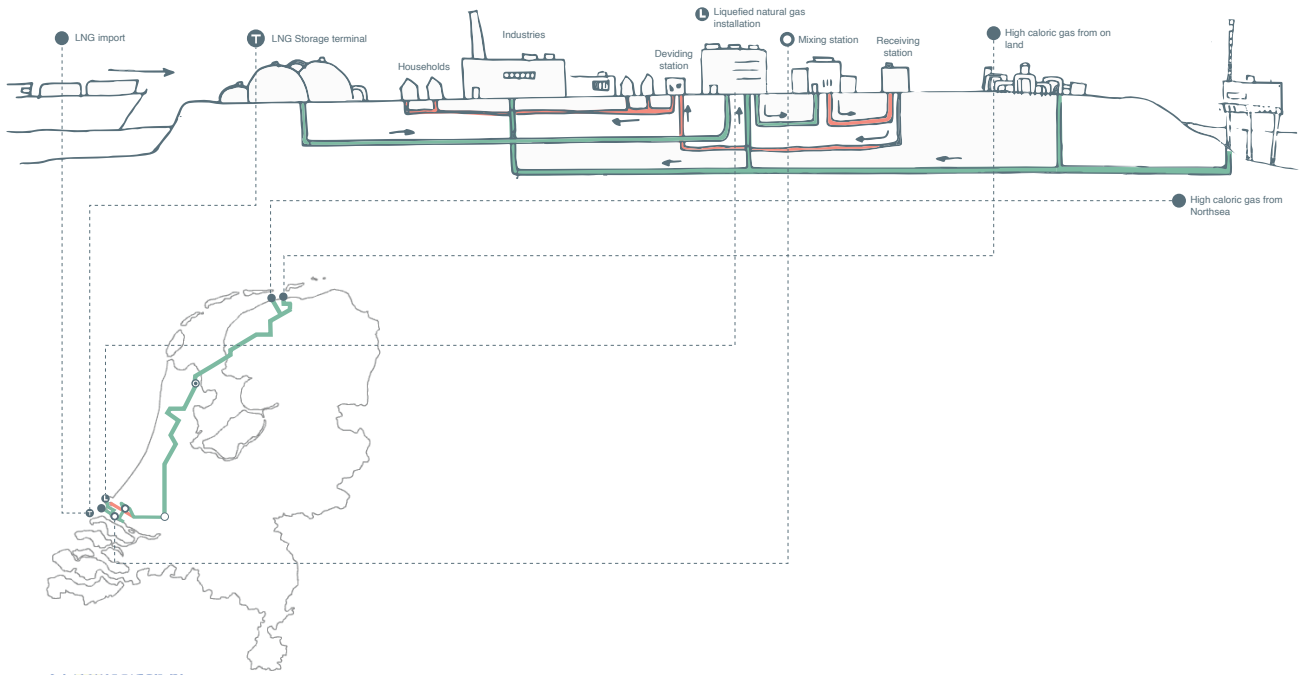 LNG import
T
LNG Storage terminal
Households
Industries
Deviding
station
L
Liquefied natural gas
installation
Mixing station
Receiving
station
High caloric gas from on
land
High caloric gas from
Northsea
L
T